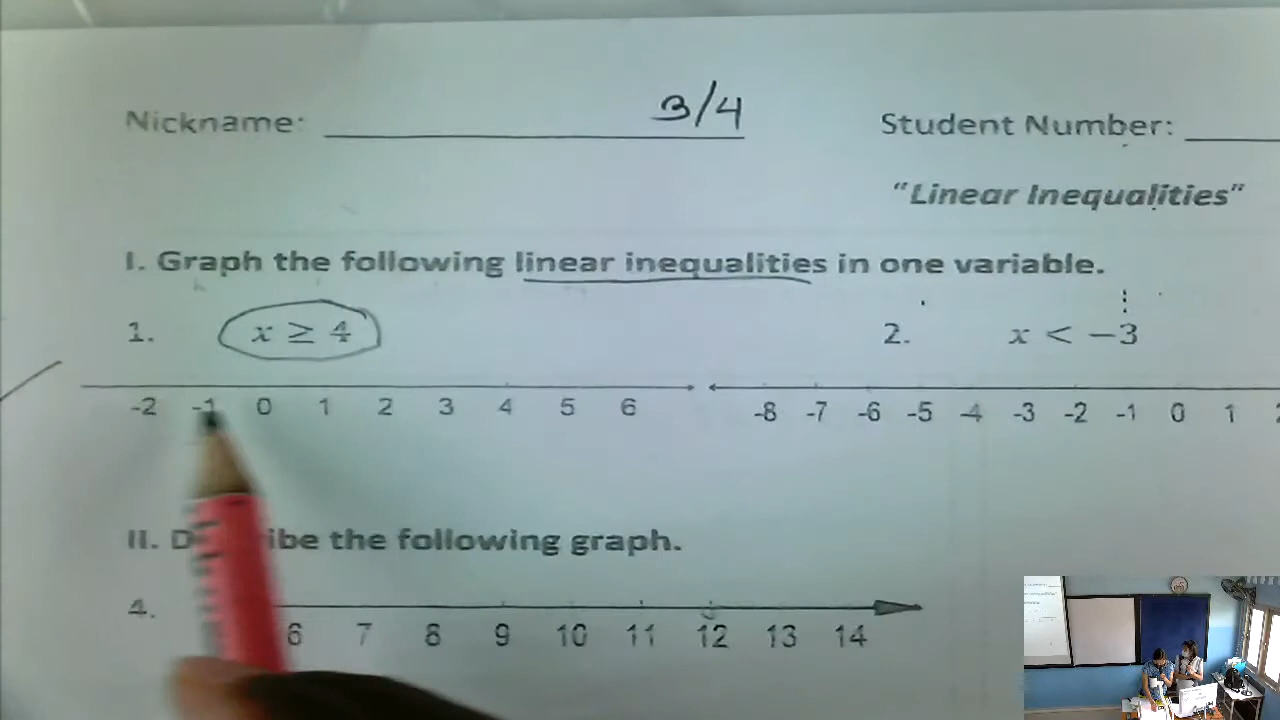 Nickname: 3/4 Student Number:
"Linear Inequalities"
I. Graph the following linear inequalities in one variable.
1. x ≥ 4 2. x < -3
-2 -1 0 1 2 3 4 5 6 -8 -7 -6 -5 -4 -3 -2 -1 0 1
II. the following graph.
4. 6 7 8 9 10 11 12 13 14